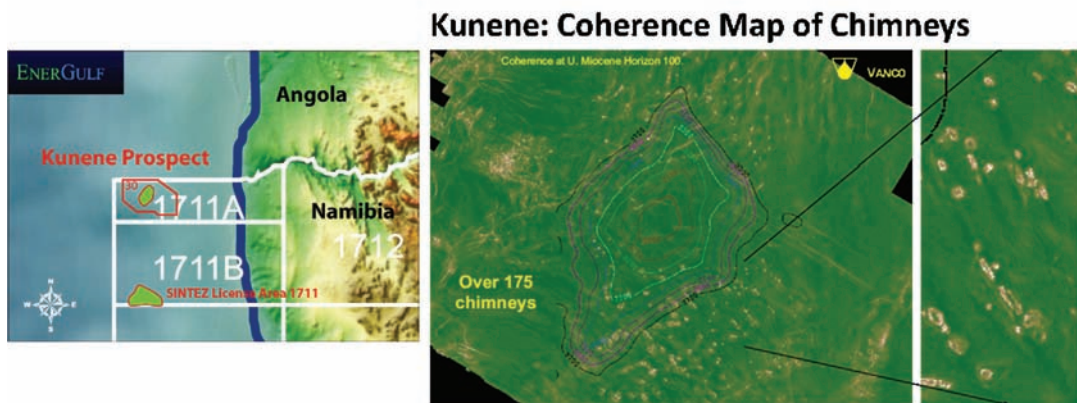 Kunene: Coherence Map of Chimneys
ENERGULF
Angola
Kunene Prospect
30
1711A
Namibia
1712
1711B
SINTEZ License Area 1711
N
W E
S
Coherence at U. Miocene Horizon 100
VANCO
Over 175
chimneys